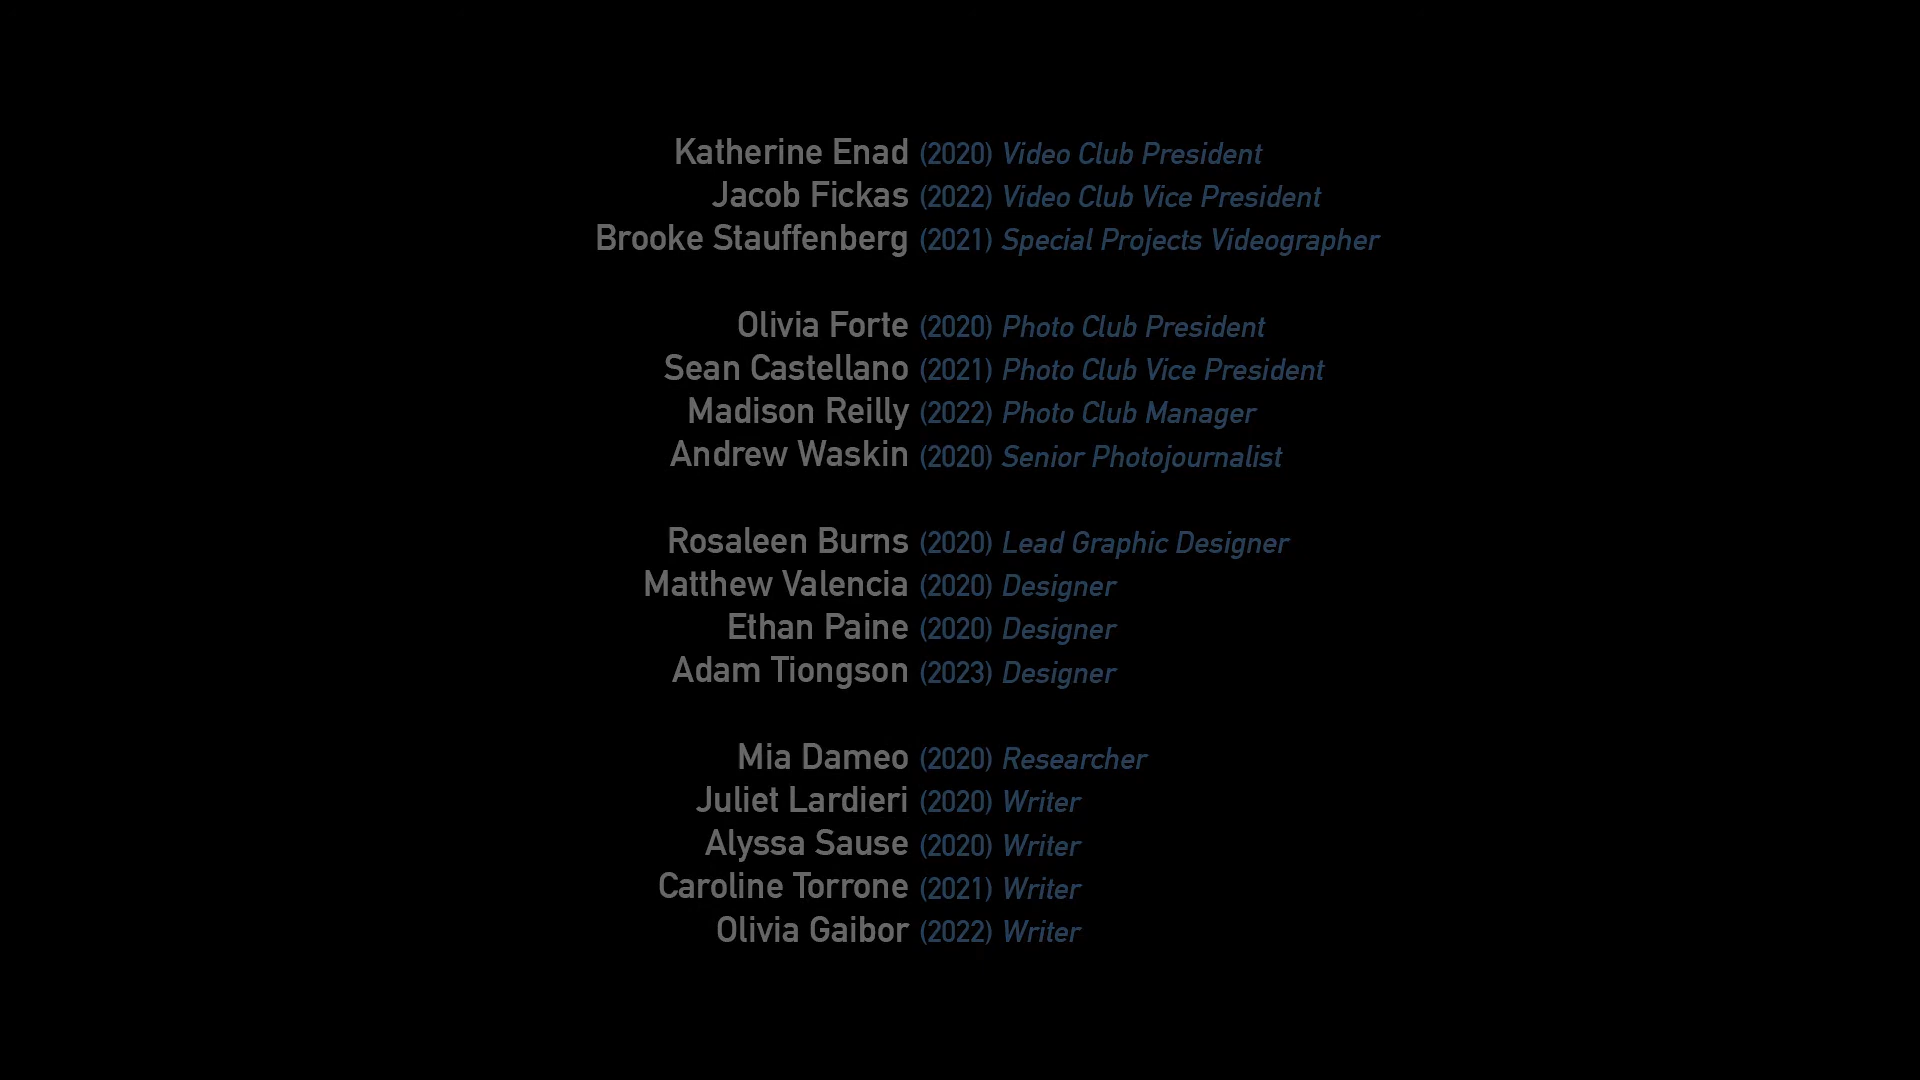 Katherine Enad (2020) Video Club President
Jacob Fickas (2022) Video Club Vice President
Brooke Stauffenberg (2021) Special Projects Videographer
Olivia Forte (2020) Photo Club President
Sean Castellano (2021) Photo Club Vice President
Madison Reilly (2022) Photo Club Manager
Andrew Waskin (2020) Senior Photojournalist
Rosaleen Burns (2020) Lead Graphic Designer
Matthew Valencia (2020) Designer
Ethan Paine (2020) Designer
Adam Tiongson (2023) Designer
Mia Dameo (2020) Researcher
Juliet Lardieri (2020) Writer
Alyssa Sause (2020) Writer
Caroline Torrone (2021) Writer
Olivia Gaibor (2022) Writer